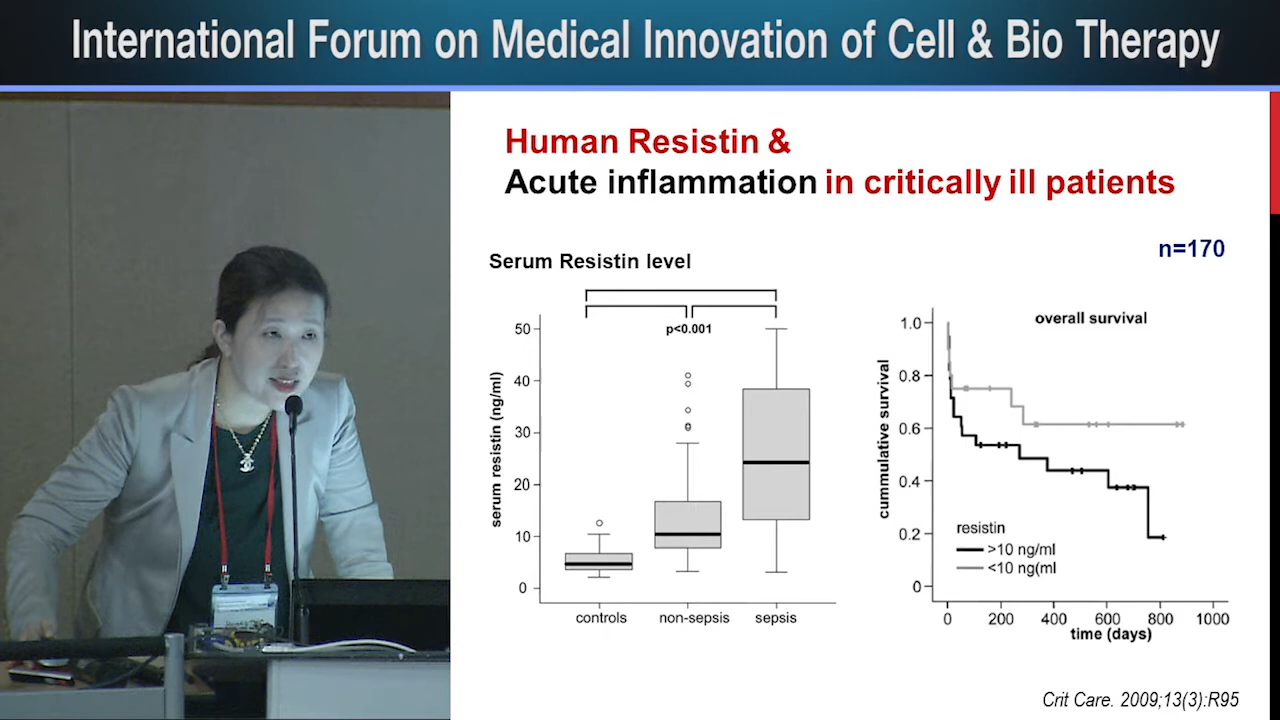 International Forum on Medical Innovation of Cell & Bio Therapy
Human Resistin &
Acute inflammation in critically ill patients
n=170
Serum Resistin level
p<0.001
serum resistin (ng/ml)
50
40
30
20
10
0
controls non-sepsis sepsis
overall survival
cummulative survival
1.0
0.8
0.6
0.4
0.2
0
resistin
>10 ng/ml
<10 ng(ml
0 200 400 600 800 1000
time (days)
Crit Care. 2009;13(3):R95